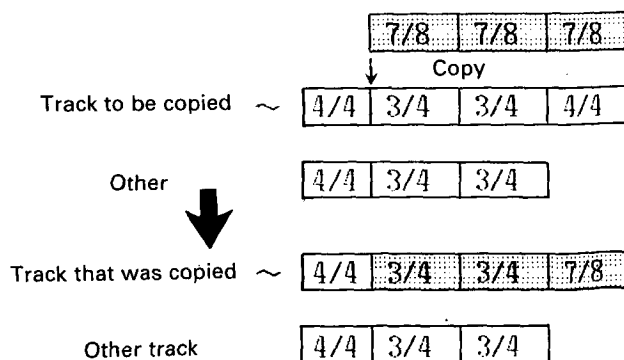 7/8 7/8 7/8
Copy
Track to be copied ~ 4/4 3/4 3/4 4/4
Other 4/4 3/4 3/4
Track that was copied ~ 4/4 3/4 3/4 7/8
Other track 4/4 3/4 3/4